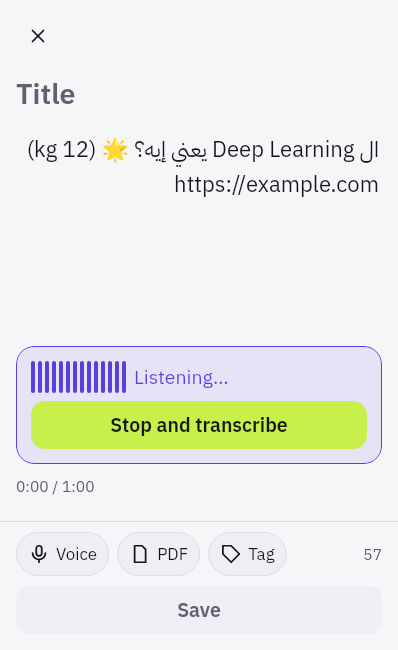 Title
ال Deep Learning يعني إيه؟ 🌟 (12 kg)
https://example.com
Listening...
Stop and transcribe
0:00 / 1:00
Voice PDF Tag 57
Save